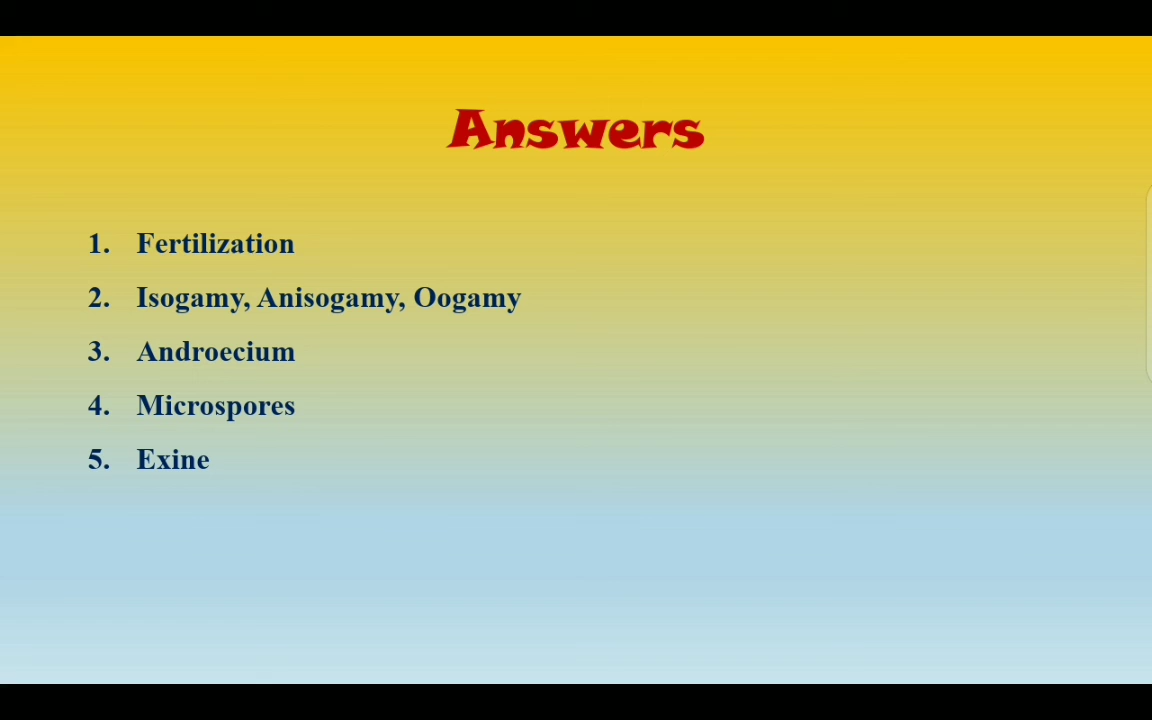 Answers
1. Fertilization
2. Isogamy, Anisogamy, Oogamy
3. Androecium
4. Microspores
5. Exine